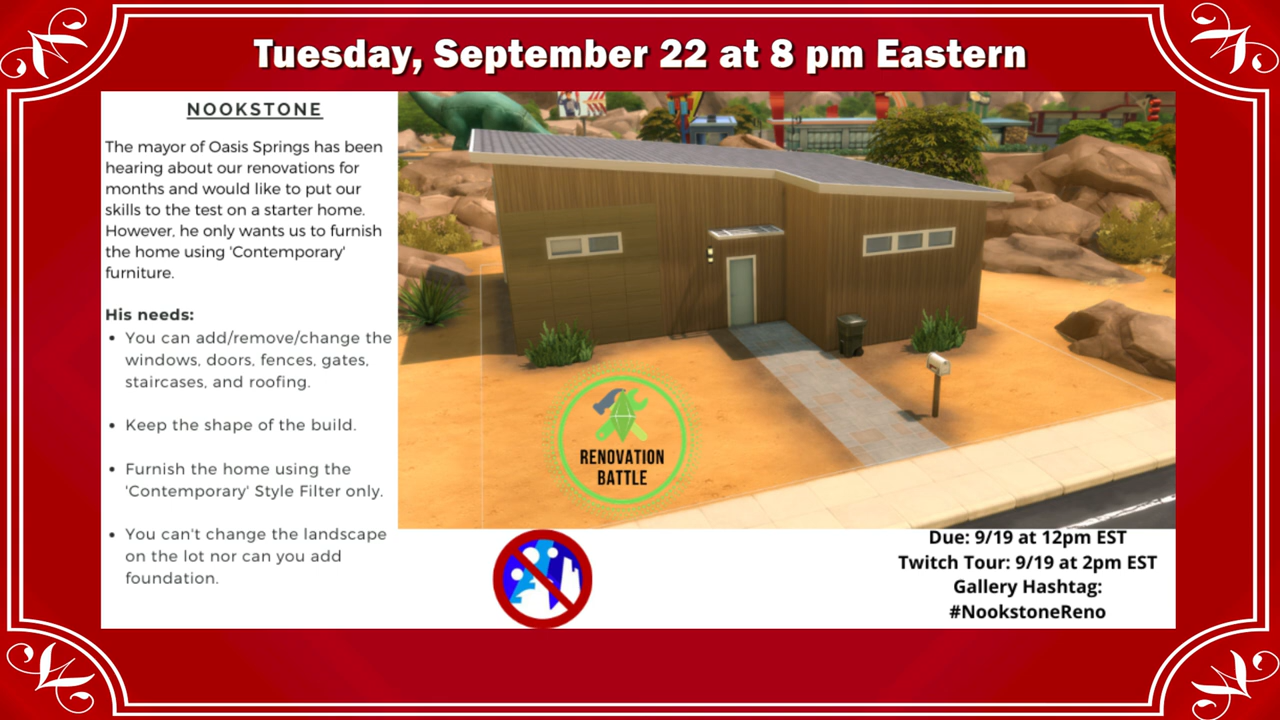 Tuesday, September 22 at 8 pm Eastern
NOOKSTONE
The mayor of Oasis Springs has been
hearing about our renovations for
months and would like to put our
skills to the test on a starter home.
However, he only wants us to furnish
the home using 'Contemporary'
furniture.
His needs:
• You can add/remove/change the
windows, doors, fences, gates,
staircases, and roofing.
• Keep the shape of the build.
• Furnish the home using the
'Contemporary' Style Filter only.
• You can't change the landscape
on the lot nor can you add
foundation.
RENOVATION
BATTLE
Due: 9/19 at 12pm EST
Twitch Tour: 9/19 at 2pm EST
Gallery Hashtag:
#NookstoneReno